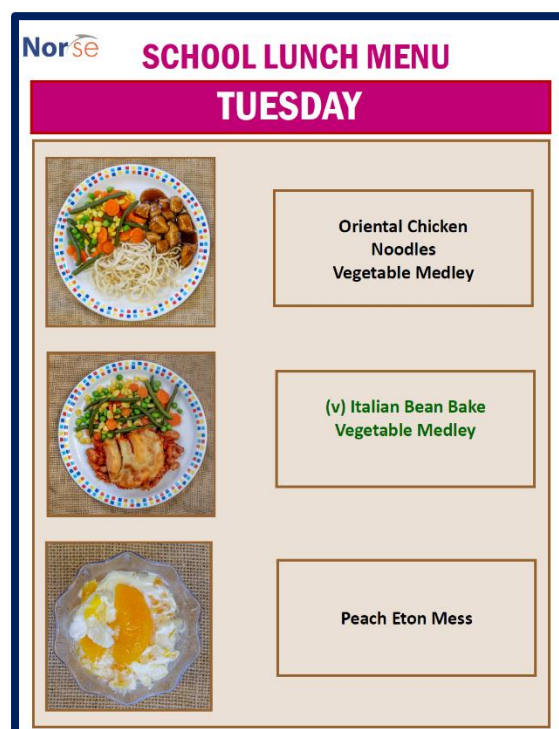 Norse
SCHOOL LUNCH MENU
TUESDAY
Oriental Chicken
Noodles
Vegetable Medley
(v) Italian Bean Bake
Vegetable Medley
Peach Eton Mess